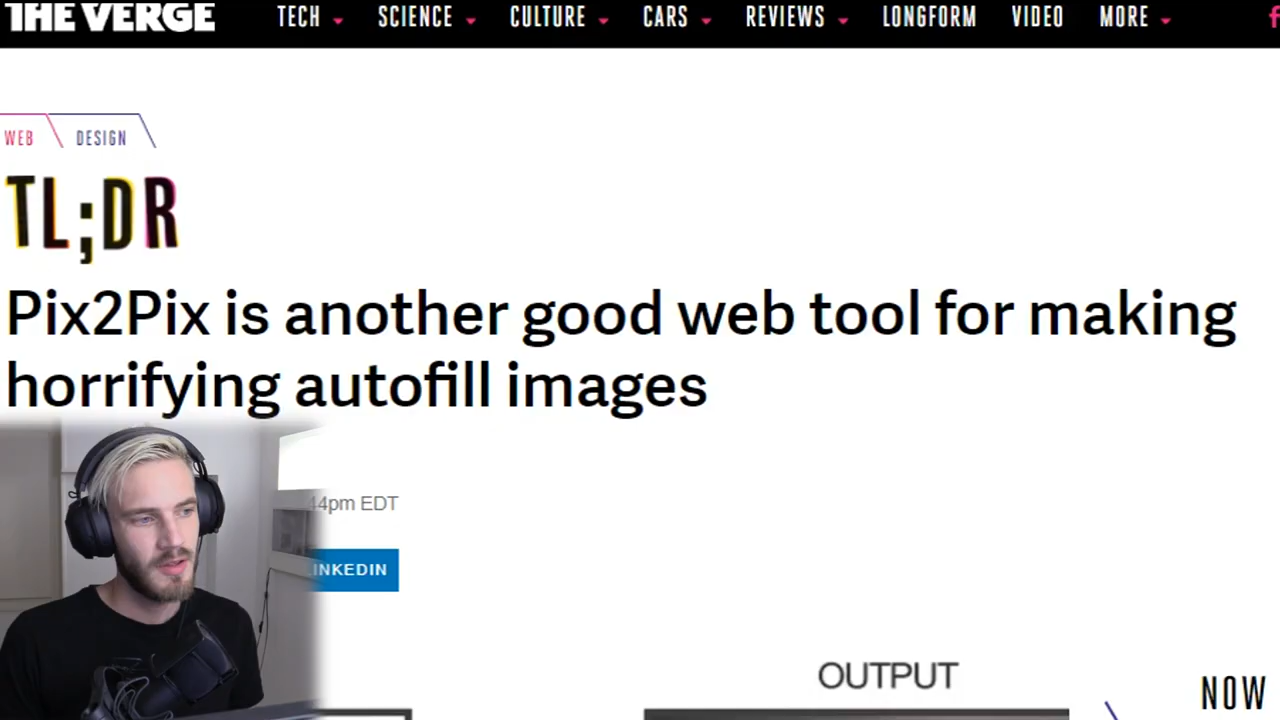 THE VERGE TECH SCIENCE CULTURE CARS REVIEWS LONGFORM VIDEO MORE
WEB DESIGN
TL;DR
Pix2Pix is another good web tool for making
horrifying autofill images
44pm EDT
INKEDIN
OUTPUT
NOW